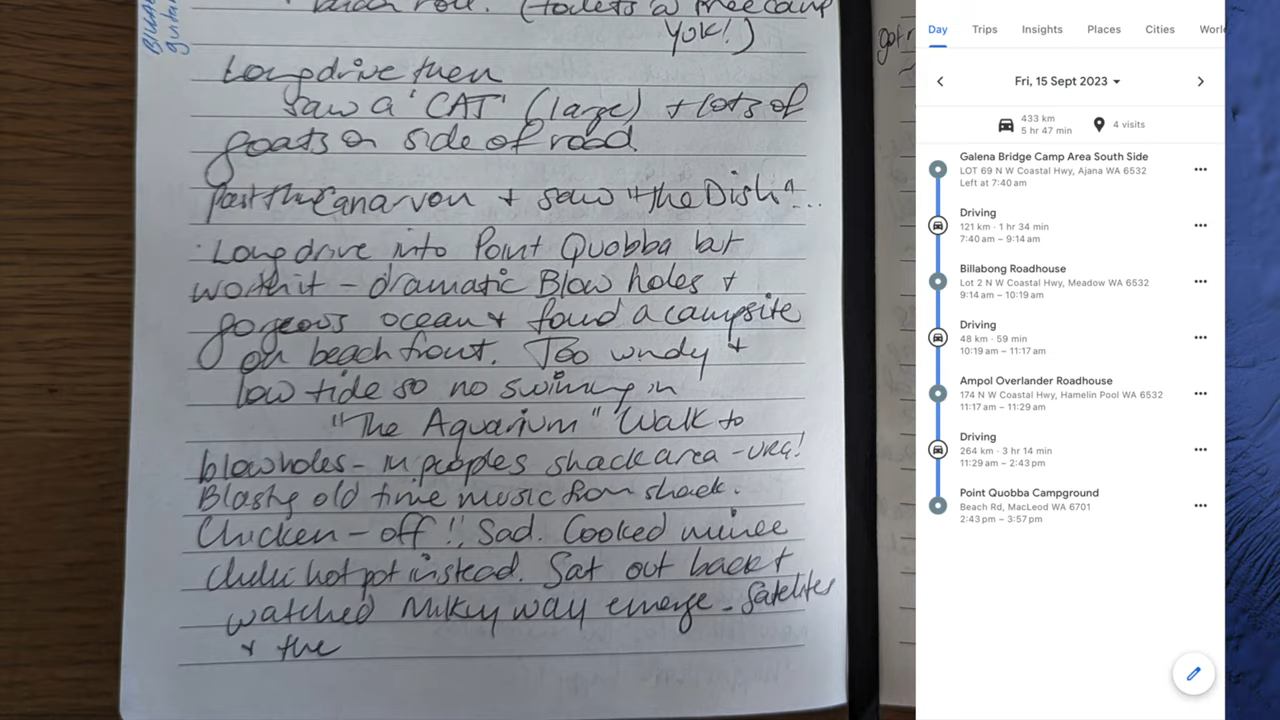 roll. (toilets @ free camp
YUK!)
Long drive then
saw a 'CAT' (large) + lots of
goats on side of road.
Past thru Canarvon + saw "the Dish"...
Long drive into Point Quobba but
worth it - dramatic Blow holes +
gorgeous ocean + found a campsite
on beach front. Too windy +
low tide so no swimming in
"The Aquarium" Walk to
blowholes - in peoples shack area - URG!
Blasting old time music from shack.
Chicken - off!! Sad. Cooked mince
chilli hotpot instead. Sat out back +
watched Milky way emerge - Satelites
+ the
Day Trips Insights Places Cities Worl
Fri, 15 Sept 2023
433 km
5 hr 47 min
4 visits
Galena Bridge Camp Area South Side
LOT 69 N W Coastal Hwy, Ajana WA 6532
Left at 7:40 am
Driving
121 km · 1 hr 34 min
7:40 am – 9:14 am
Billabong Roadhouse
Lot 2 N W Coastal Hwy, Meadow WA 6532
9:14 am – 10:19 am
Driving
48 km · 59 min
10:19 am – 11:17 am
Ampol Overlander Roadhouse
174 N W Coastal Hwy, Hamelin Pool WA 6532
11:17 am – 11:29 am
Driving
264 km · 3 hr 14 min
11:29 am – 2:43 pm
Point Quobba Campground
Beach Rd, MacLeod WA 6701
2:43 pm – 3:57 pm